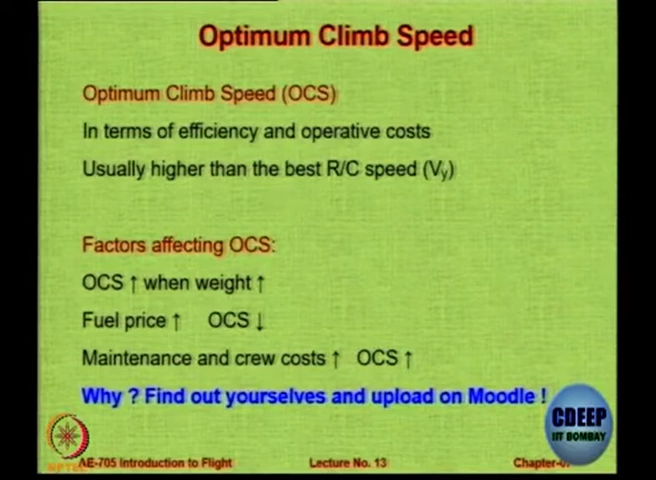 Optimum Climb Speed
Optimum Climb Speed (OCS)
In terms of efficiency and operative costs
Usually higher than the best R/C speed (Vy)
Factors affecting OCS:
OCS ↑ when weight ↑
Fuel price ↑ OCS ↓
Maintenance and crew costs ↑ OCS ↑
Why ? Find out yourselves and upload on Moodle !
CDEEP
IIT BOMBAY
NPTEL
AE-705 Introduction to Flight Lecture No. 13